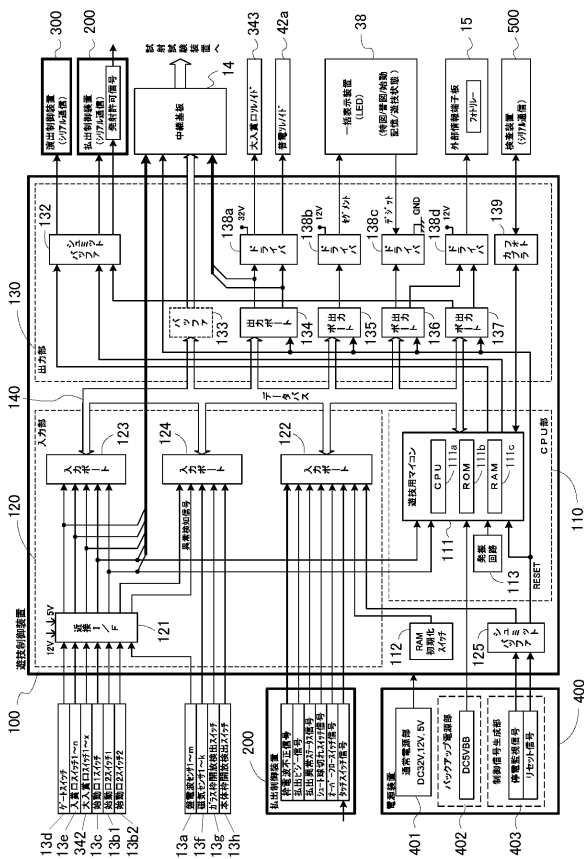 100
遊技制御装置
120
入力部
140
130
出力部
13d
ゲートスイッチ
13e
入賞口スイッチ1〜n
342
大入賞口スイッチ1〜x
13c
始動口1スイッチ
13b1
始動口2スイッチ1
13b2
始動口2スイッチ2
13a
盤電波センサ1〜m
13f
磁気センサ1〜k
13g
ガラス枠開放検出スイッチ
13h
本体枠開放検出スイッチ
200
払出制御装置
枠電波不正信号
払出ビジー信号
払出異常ステータス信号
シュート球切れスイッチ信号
オーバーフロースイッチ信号
タッチスイッチ信号
12V
5V
近接I/F
121
異常検知信号
入力ポート
123
入力ポート
124
入力ポート
122
データバス
CPU部
110
遊技用マイコン
111
CPU
111a
ROM
111b
RAM
111c
発振回路
113
RESET
RAM初期化スイッチ
112
シュミットバッファ
125
電源装置
400
通常電源部
DC32V,12V,5V
401
バックアップ電源部
DC5VBB
402
制御信号生成部
停電監視信号
リセット信号
403
シュミットバッファ
132
バッファ
133
出力ポート
134
出力ポート
135
出力ポート
136
出力ポート
137
138a
32V
ドライバ
138b
12V
ドライバ
セグメント
138c
ドライバ
デジット
GND
138d
12V
ドライバ
フォトカプラ
139
300
演出制御装置
(シリアル通信)
200
払出制御装置
(シリアル通信)
発射許可信号
試射試験装置へ
14
中継基板
343
大入賞口ソレノイド
42a
普電ソレノイド
38
一括表示装置
(LED)
(特図/普図/始動
記憶/遊技状態)
15
外部情報端子板
フォトリレー
500
検査装置
(シリアル通信)